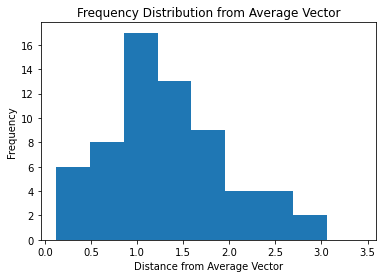 Frequency Distribution from Average Vector
Frequency
16
14
12
10
8
6
4
2
0
0.0 0.5 1.0 1.5 2.0 2.5 3.0 3.5
Distance from Average Vector